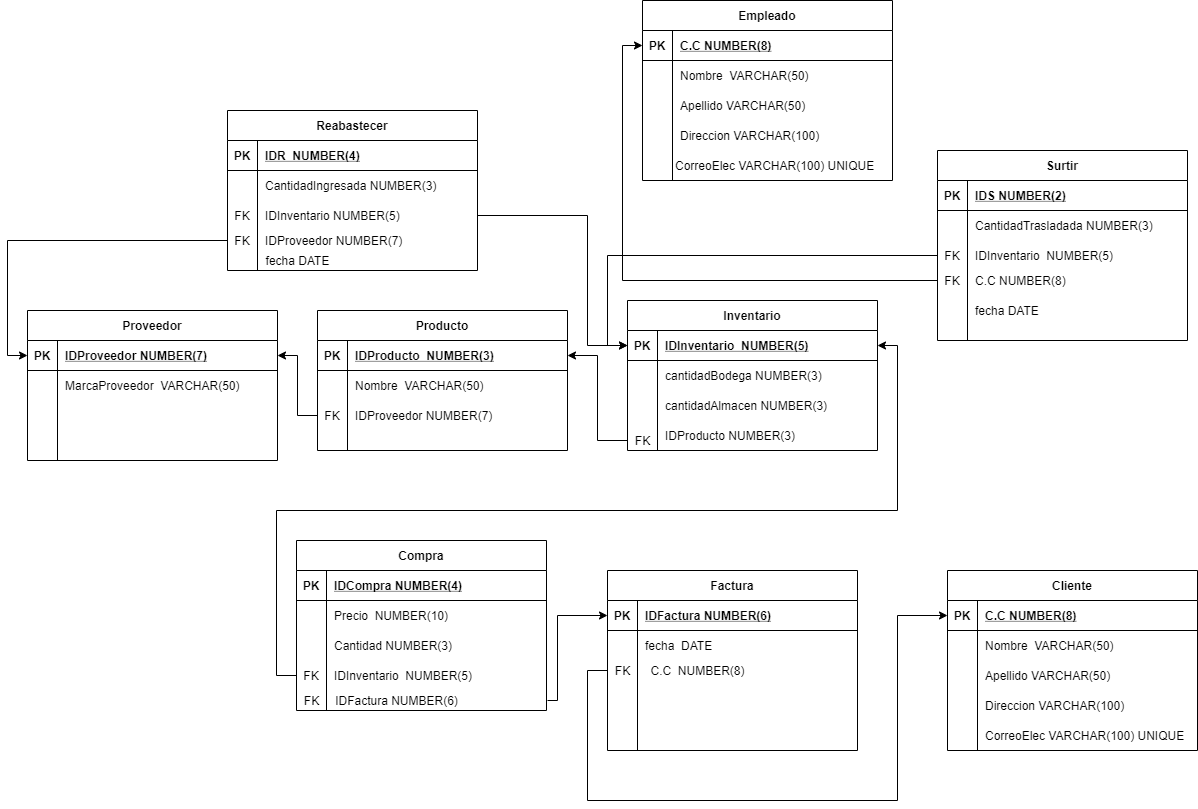 Empleado
PK C.C NUMBER(8)
Nombre VARCHAR(50)
Apellido VARCHAR(50)
Direccion VARCHAR(100)
CorreoElec VARCHAR(100) UNIQUE
Reabastecer
PK IDR NUMBER(4)
CantidadIngresada NUMBER(3)
FK IDInventario NUMBER(5)
FK IDProveedor NUMBER(7)
fecha DATE
Surtir
PK IDS NUMBER(2)
CantidadTrasladada NUMBER(3)
FK IDInventario NUMBER(5)
FK C.C NUMBER(8)
fecha DATE
Proveedor
PK IDProveedor NUMBER(7)
MarcaProveedor VARCHAR(50)
Producto
PK IDProducto NUMBER(3)
Nombre VARCHAR(50)
FK IDProveedor NUMBER(7)
Inventario
PK IDInventario NUMBER(5)
cantidadBodega NUMBER(3)
cantidadAlmacen NUMBER(3)
FK IDProducto NUMBER(3)
Compra
PK IDCompra NUMBER(4)
Precio NUMBER(10)
Cantidad NUMBER(3)
FK IDInventario NUMBER(5)
FK IDFactura NUMBER(6)
Factura
PK IDFactura NUMBER(6)
fecha DATE
FK C.C NUMBER(8)
Cliente
PK C.C NUMBER(8)
Nombre VARCHAR(50)
Apellido VARCHAR(50)
Direccion VARCHAR(100)
CorreoElec VARCHAR(100) UNIQUE